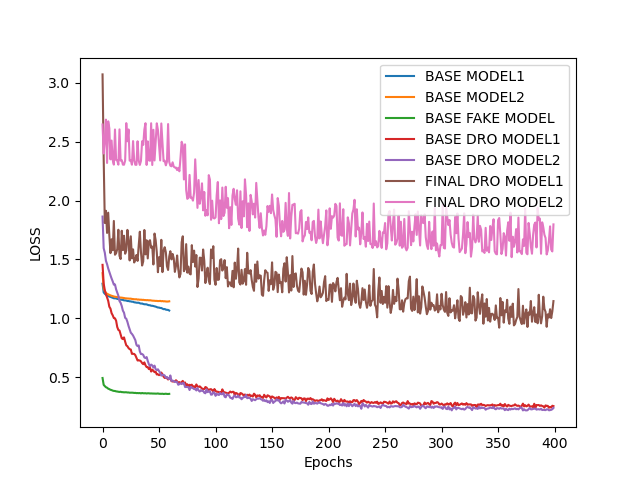 3.0
2.5
2.0
1.5
1.0
0.5
LOSS
BASE MODEL1
BASE MODEL2
BASE FAKE MODEL
BASE DRO MODEL1
BASE DRO MODEL2
FINAL DRO MODEL1
FINAL DRO MODEL2
0 50 100 150 200 250 300 350 400
Epochs